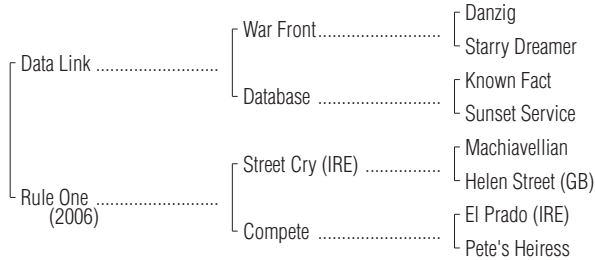 Danzig
War Front
Starry Dreamer
Data Link
Known Fact
Database
Sunset Service
Machiavellian
Street Cry (IRE)
Helen Street (GB)
Rule One
(2006)
El Prado (IRE)
Compete
Pete's Heiress